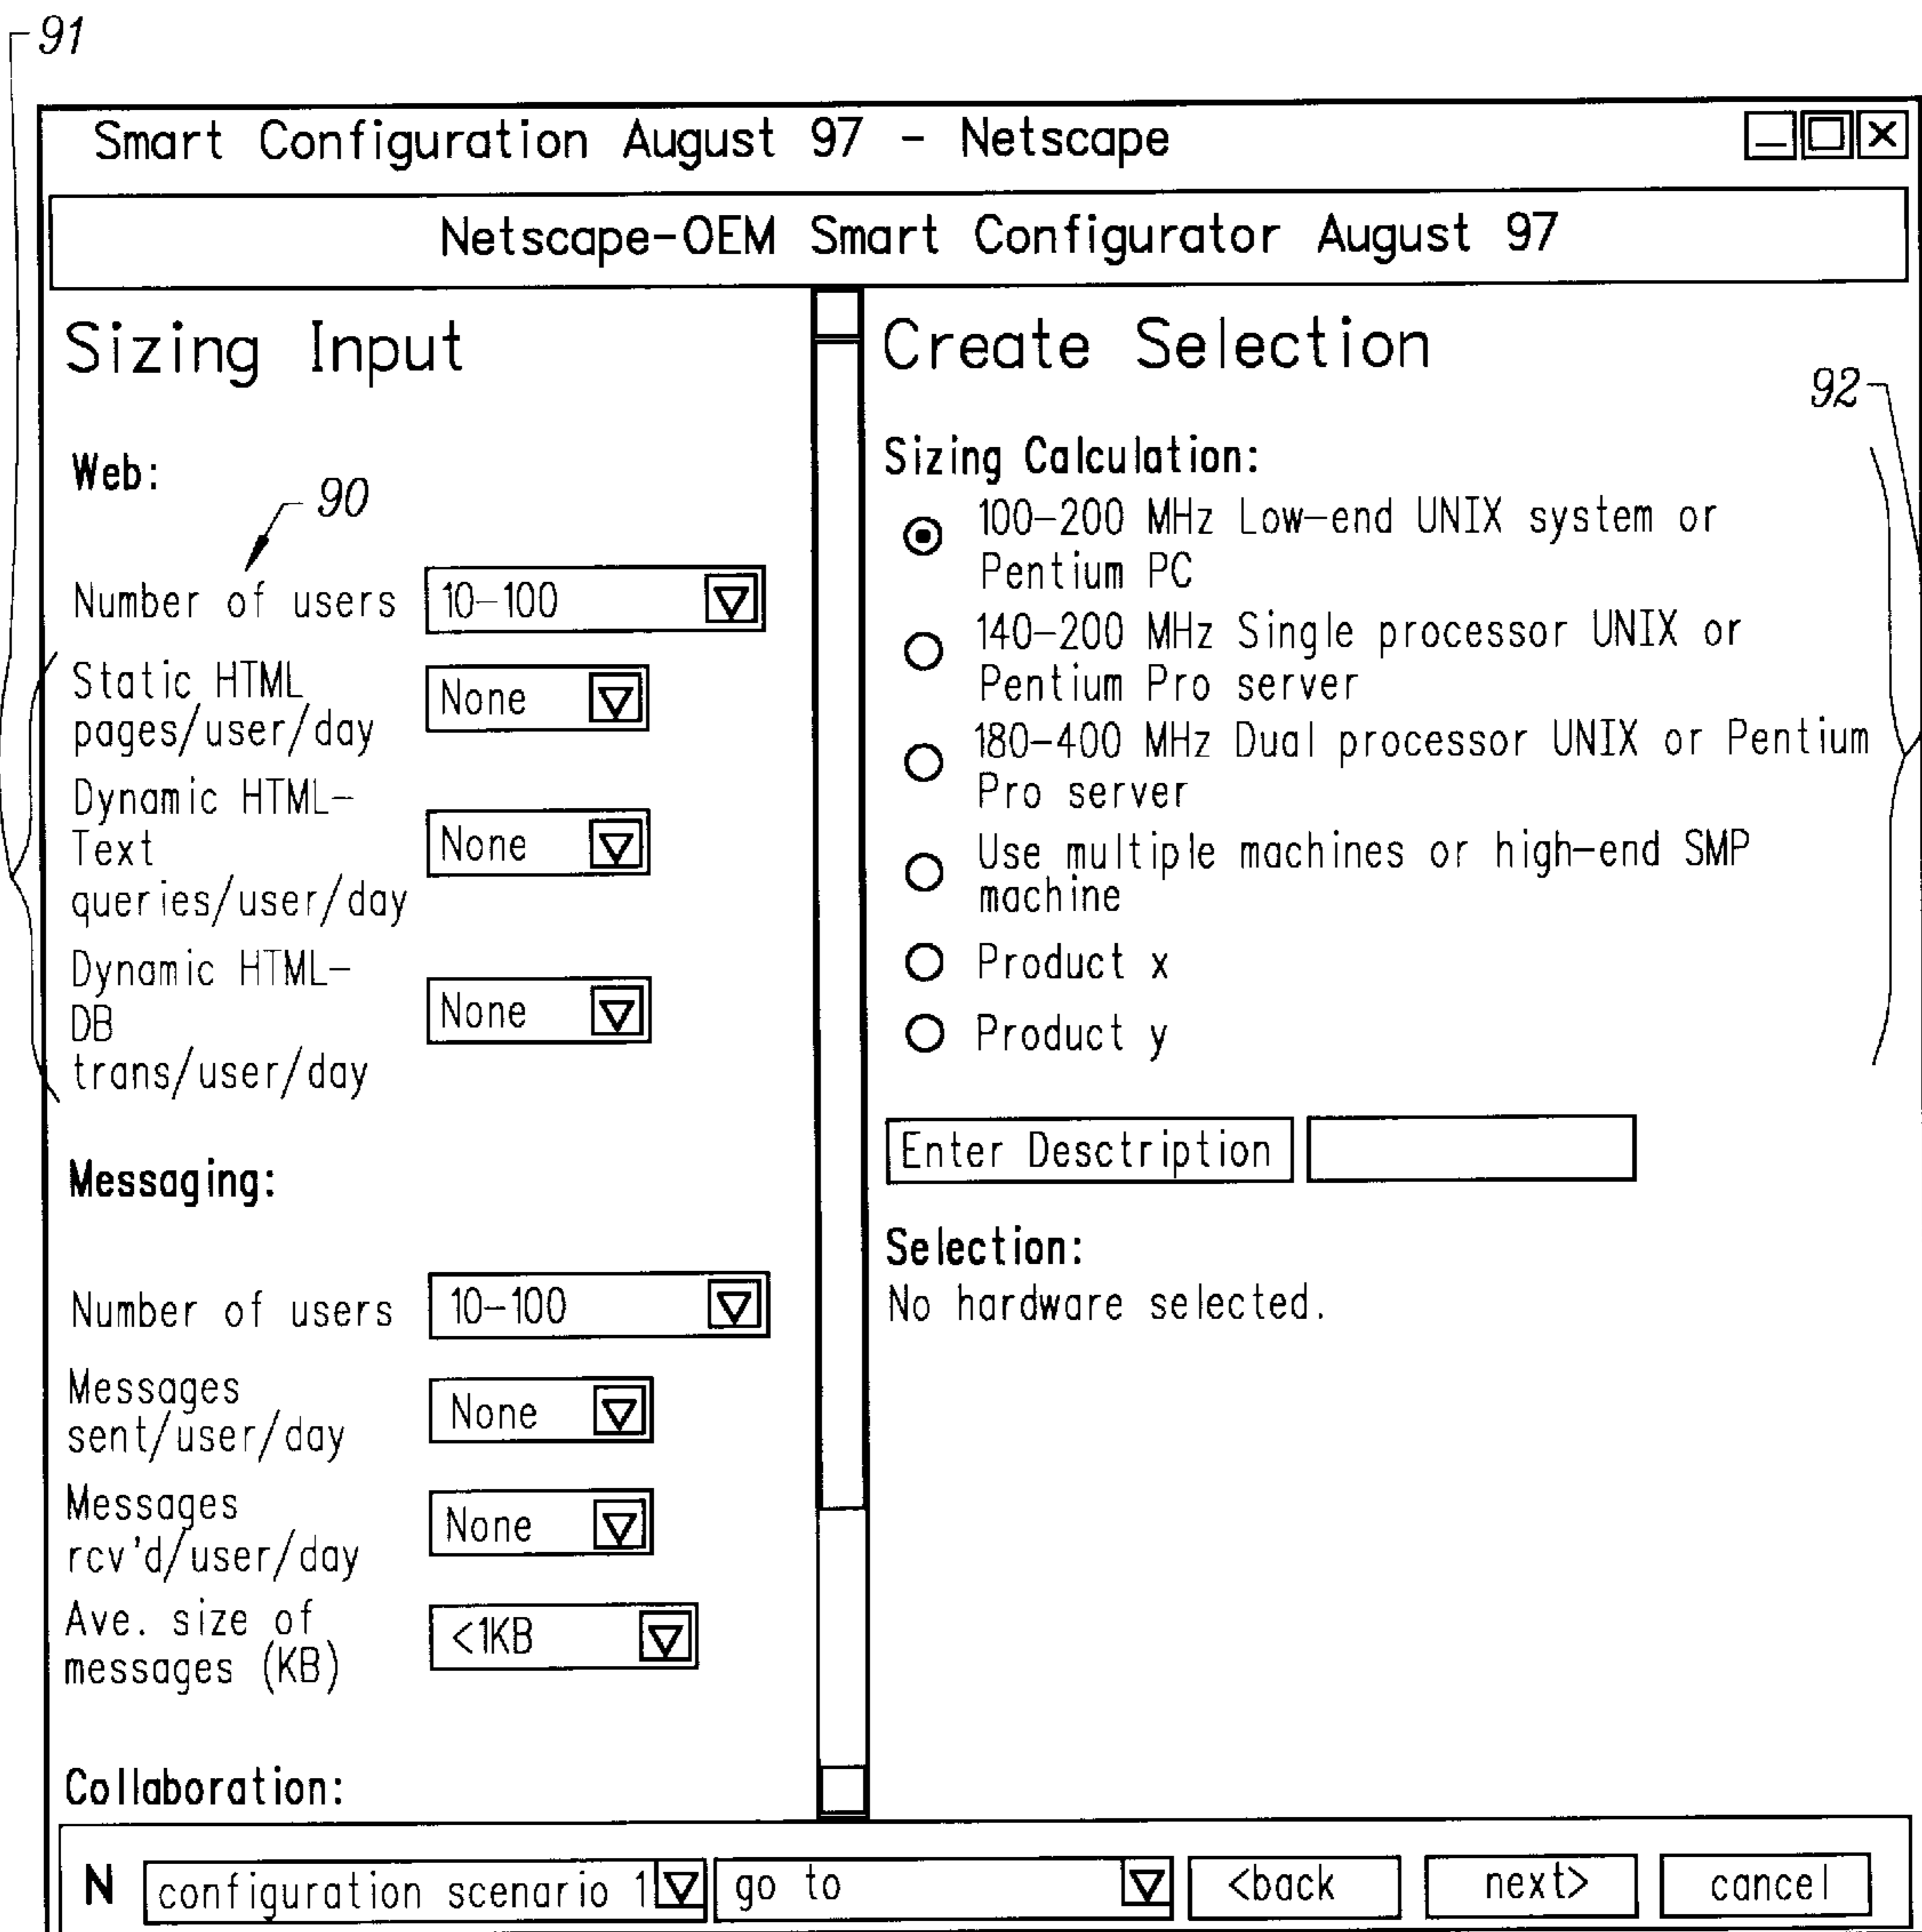 91
Smart Configuration August 97 - Netscape
Netscape-OEM Smart Configurator August 97
Sizing Input
Web:
90
Number of users 10-100
Static HTML
pages/user/day
None
Dynamic HTML-
Text
queries/user/day
None
Dynamic HTML-
DB
trans/user/day
None
Messaging:
Number of users 10-100
Messages
sent/user/day
None
Messages
rcv'd/user/day
None
Ave. size of
messages (KB)
<1KB
Collaboration:
Create Selection
92
Sizing Calculation:
100-200 MHz Low-end UNIX system or
Pentium PC
140-200 MHz Single processor UNIX or
Pentium Pro server
180-400 MHz Dual processor UNIX or Pentium
Pro server
Use multiple machines or high-end SMP
machine
Product x
Product y
Enter Desctription
Selection:
No hardware selected.
N configuration scenario 1 go to <back next> cancel